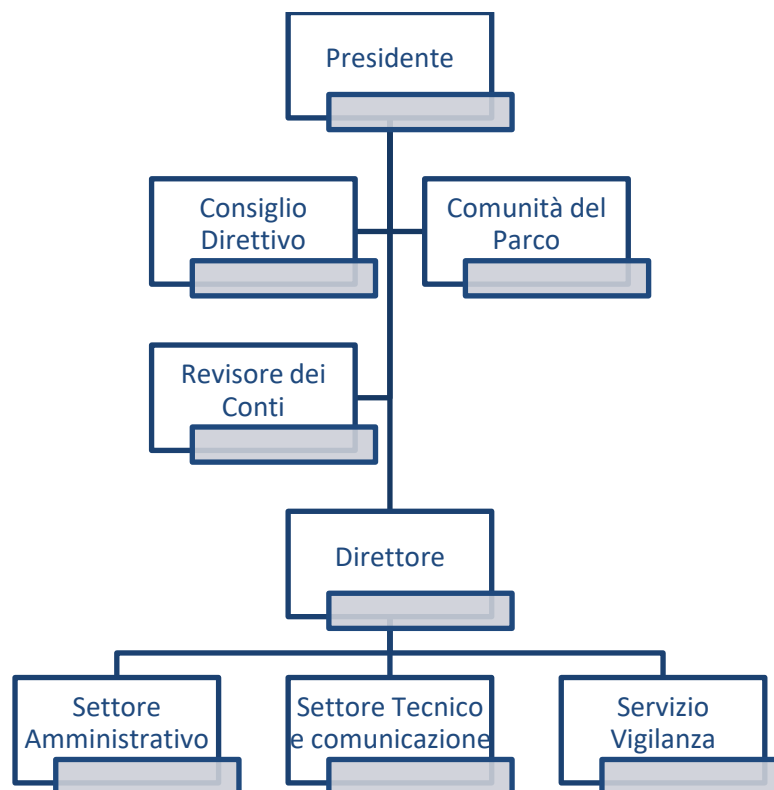 Presidente
Consiglio
Direttivo
Comunità del
Parco
Revisore dei
Conti
Direttore
Settore
Amministrativo
Settore Tecnico
e comunicazione
Servizio
Vigilanza